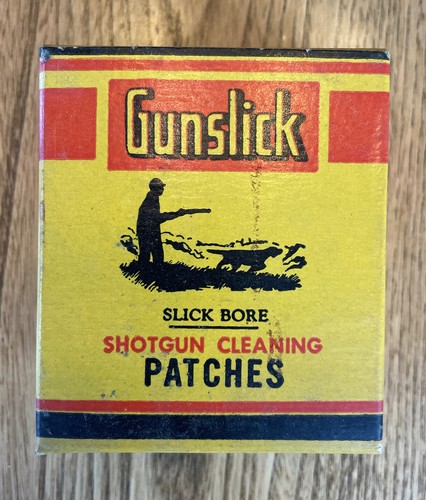 Gunslick
SLICK BORE
SHOTGUN CLEANING
PATCHES